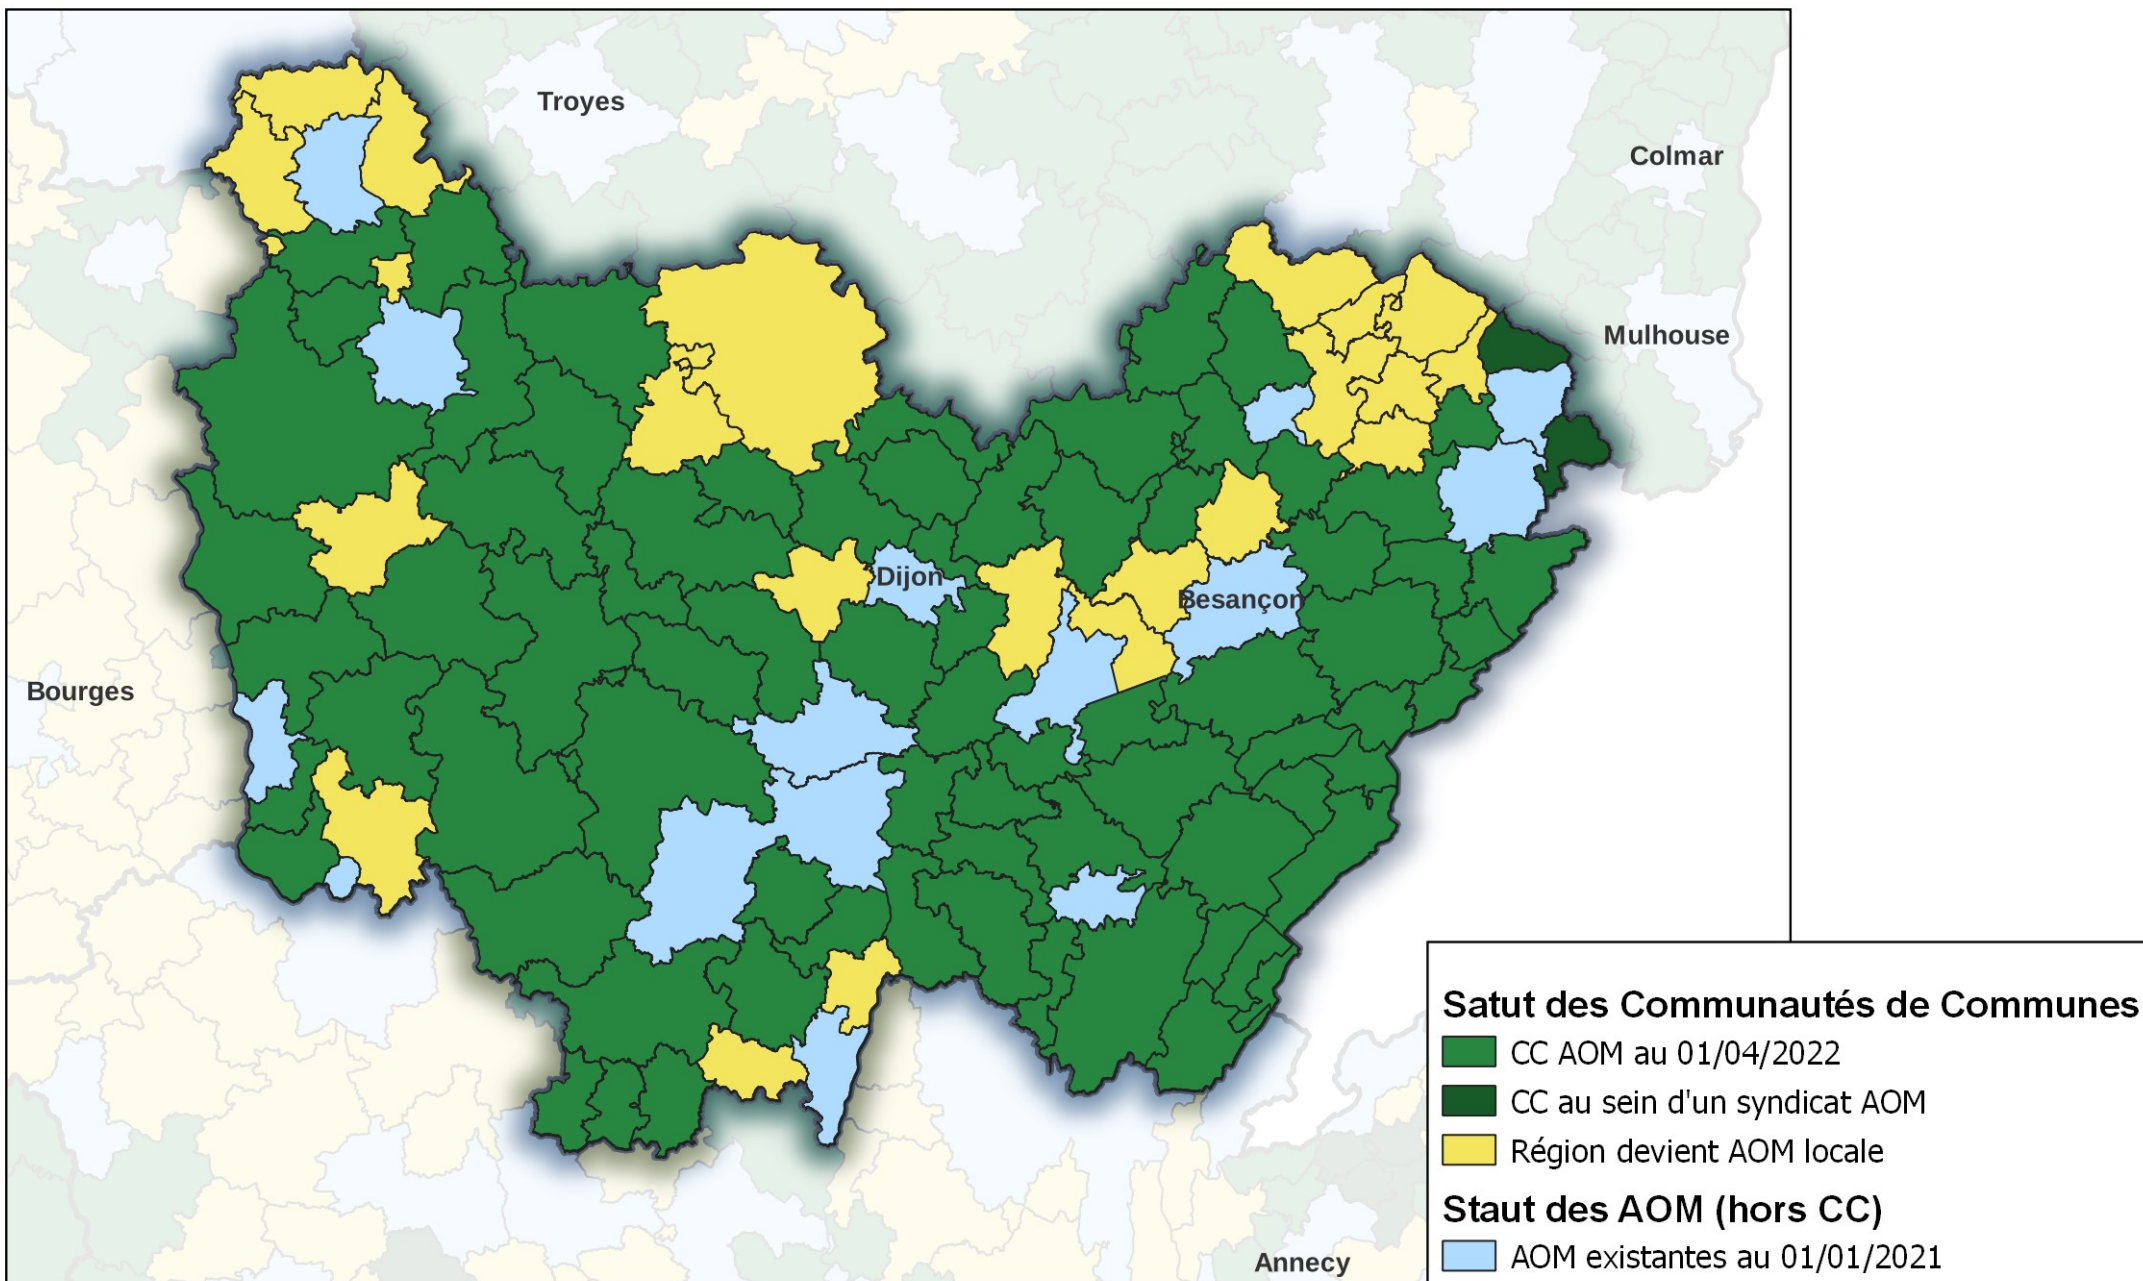 Troyes
Colmar
Mulhouse
Dijon
Besançon
Bourges
Annecy
Satut des Communautés de Communes
CC AOM au 01/04/2022
CC au sein d'un syndicat AOM
Région devient AOM locale
Staut des AOM (hors CC)
AOM existantes au 01/01/2021